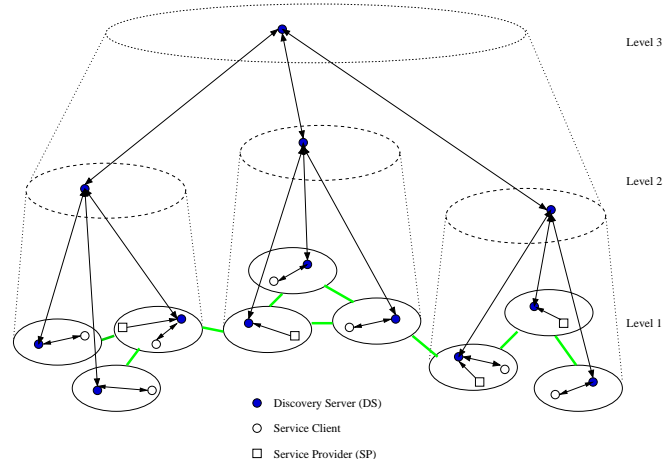 Level 3
Level 2
Level 1
Discovery Server (DS)
Service Client
Service Provider (SP)